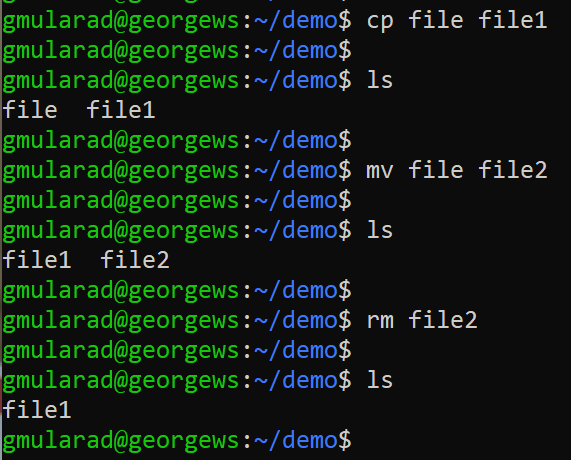 gmularad@georgews:~/demo$ cp file file1
gmularad@georgews:~/demo$
gmularad@georgews:~/demo$ ls
file  file1
gmularad@georgews:~/demo$
gmularad@georgews:~/demo$ mv file file2
gmularad@georgews:~/demo$
gmularad@georgews:~/demo$ ls
file1  file2
gmularad@georgews:~/demo$
gmularad@georgews:~/demo$ rm file2
gmularad@georgews:~/demo$
gmularad@georgews:~/demo$ ls
file1
gmularad@georgews:~/demo$